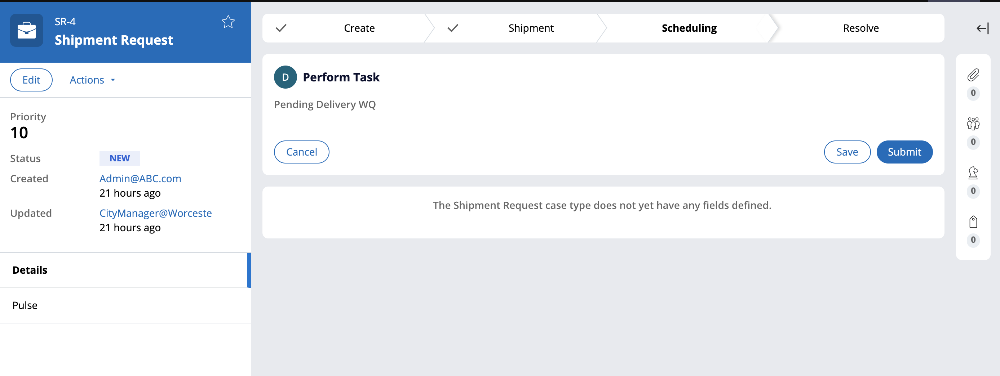 SR-4
Shipment Request
Edit
Actions
Priority
10
Status
NEW
Created
Admin@ABC.com
21 hours ago
Updated
CityManager@Worceste
21 hours ago
Details
Pulse
Create
Shipment
Scheduling
Resolve
D
Perform Task
Pending Delivery WQ
Cancel
Save
Submit
The Shipment Request case type does not yet have any fields defined.
0
0
0
0